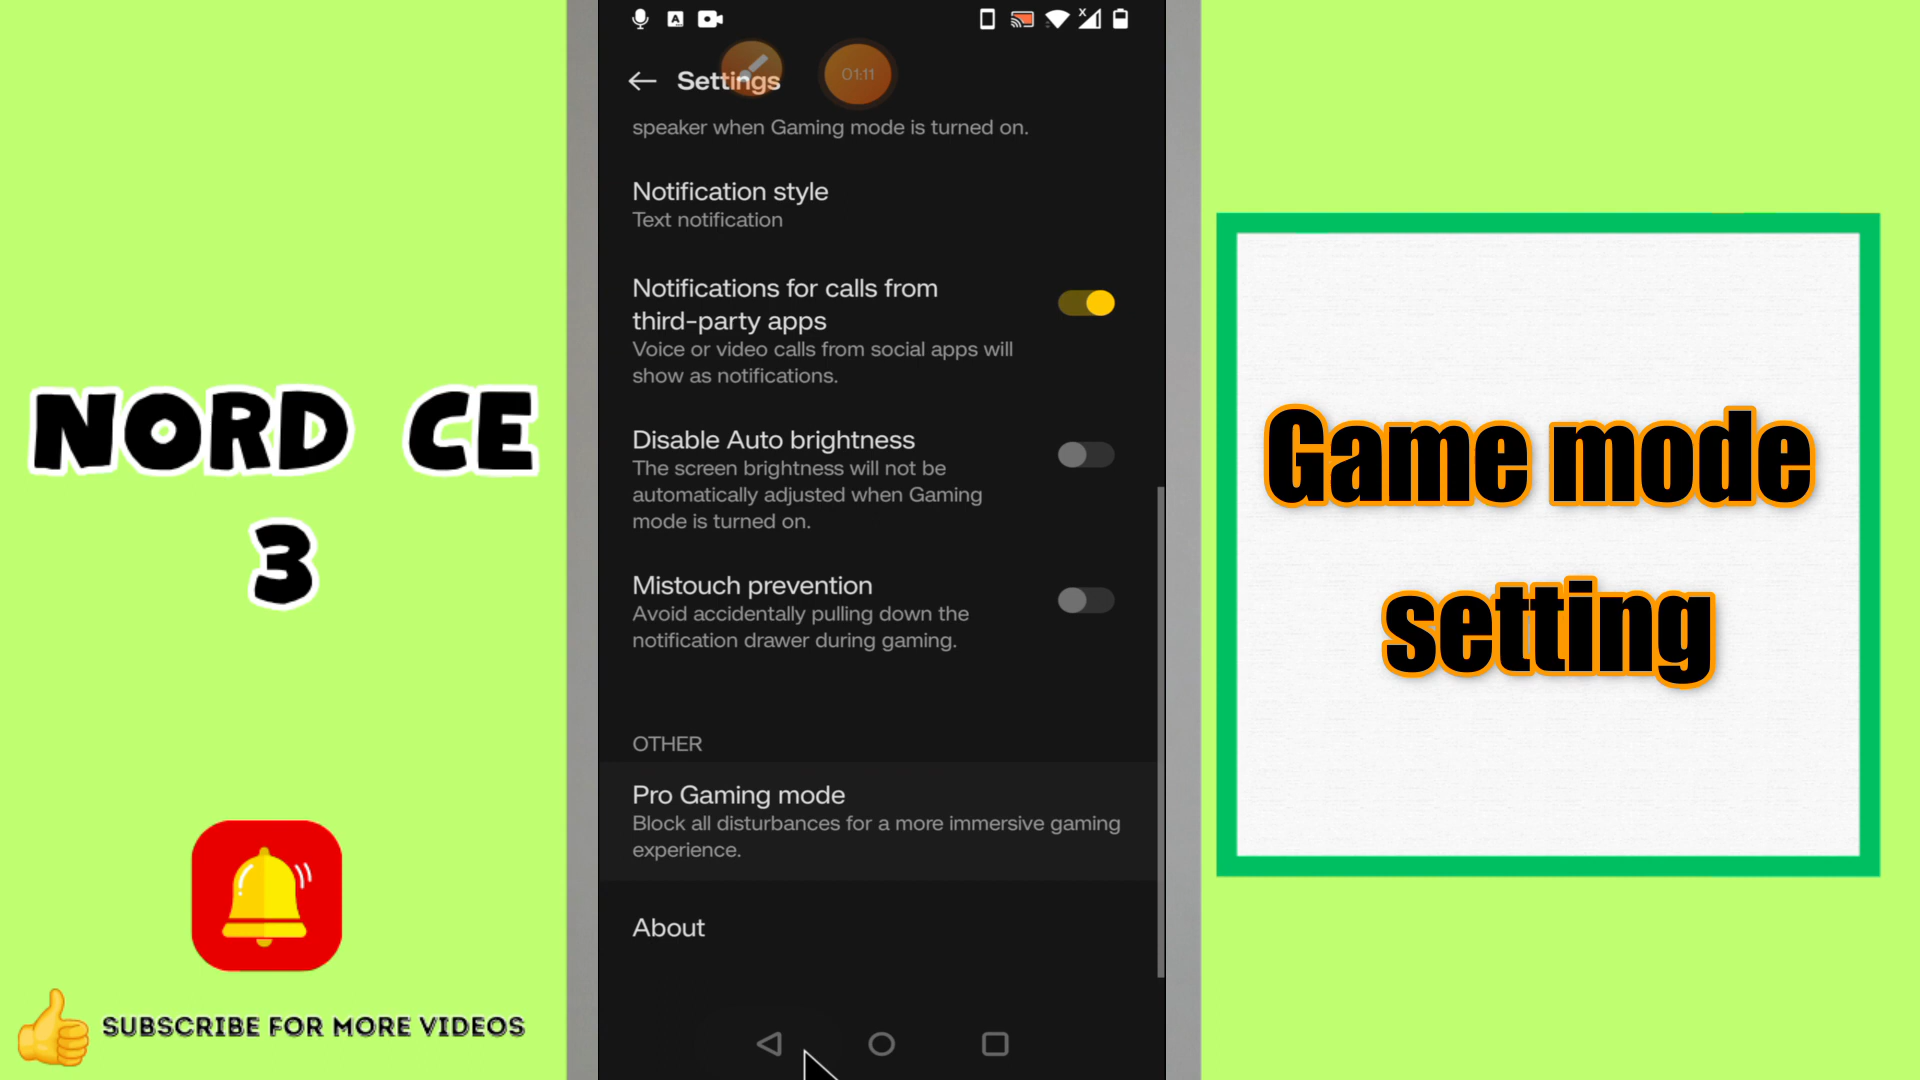 NORD CE
3
SUBSCRIBE FOR MORE VIDEOS
A
X
Settings
01:11
speaker when Gaming mode is turned on.
Notification style
Text notification
Notifications for calls from
third-party apps
Voice or video calls from social apps will
show as notifications.
Disable Auto brightness
The screen brightness will not be
automatically adjusted when Gaming
mode is turned on.
Mistouch prevention
Avoid accidentally pulling down the
notification drawer during gaming.
OTHER
Pro Gaming mode
Block all disturbances for a more immersive gaming
experience.
About
Game mode
setting